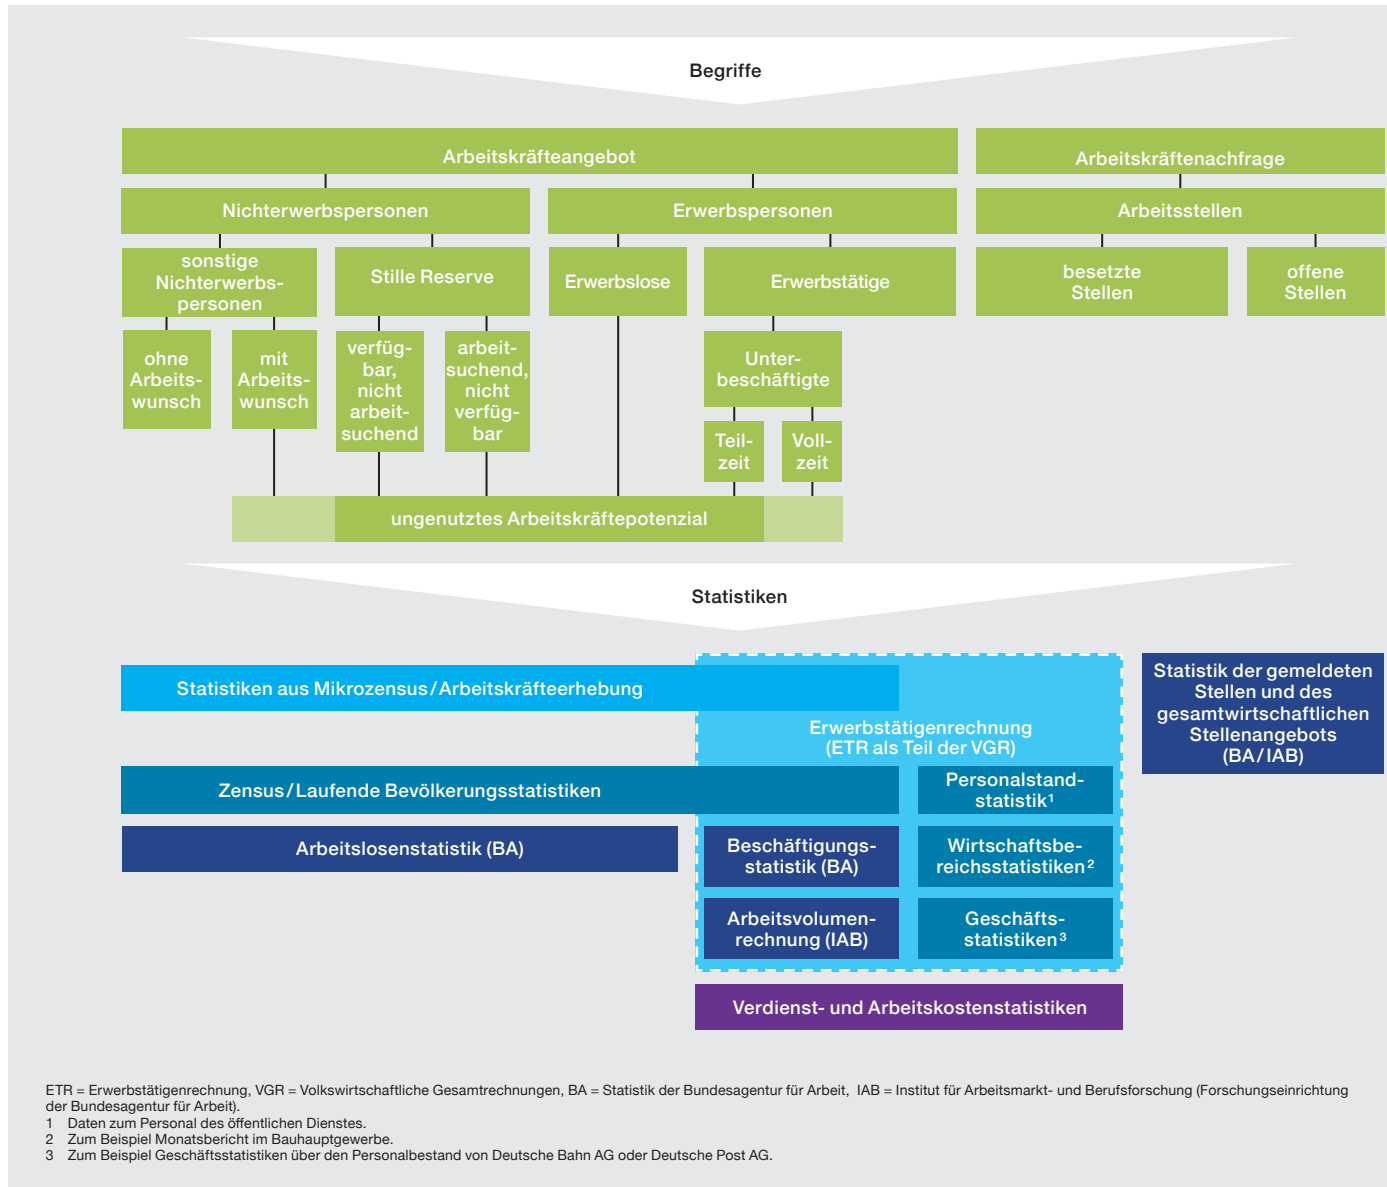 Begriffe
Arbeitskräfteangebot
Arbeitskräftenachfrage
Nichterwerbspersonen
Erwerbspersonen
Arbeitsstellen
sonstige
Nichterwerbs-
personen
Stille Reserve
Erwerbslose
Erwerbstätige
besetzte
Stellen
offene
Stellen
ohne
Arbeits-
wunsch
mit
Arbeits-
wunsch
verfüg-
bar,
nicht
arbeit-
suchend
arbeit-
suchend,
nicht
verfüg-
bar
Unter-
beschäftigte
Teil-
zeit
Voll-
zeit
ungenutztes Arbeitskräftepotenzial
Statistiken
Statistiken aus Mikrozensus/Arbeitskräfteerhebung
Erwerbstätigenrechnung
(ETR als Teil der VGR)
Statistik der gemeldeten
Stellen und des
gesamtwirtschaftlichen
Stellenangebots
(BA/IAB)
Zensus/Laufende Bevölkerungsstatistiken
Personalstand-
statistik¹
Arbeitslosenstatistik (BA)
Beschäftigungs-
statistik (BA)
Wirtschaftsbe-
reichsstatistiken²
Arbeitsvolumen-
rechnung (IAB)
Geschäfts-
statistiken³
Verdienst- und Arbeitskostenstatistiken
ETR = Erwerbstätigenrechnung, VGR = Volkswirtschaftliche Gesamtrechnungen, BA = Statistik der Bundesagentur für Arbeit, IAB = Institut für Arbeitsmarkt- und Berufsforschung (Forschungseinrichtung
der Bundesagentur für Arbeit).
1 Daten zum Personal des öffentlichen Dienstes.
2 Zum Beispiel Monatsbericht im Bauhauptgewerbe.
3 Zum Beispiel Geschäftsstatistiken über den Personalbestand von Deutsche Bahn AG oder Deutsche Post AG.